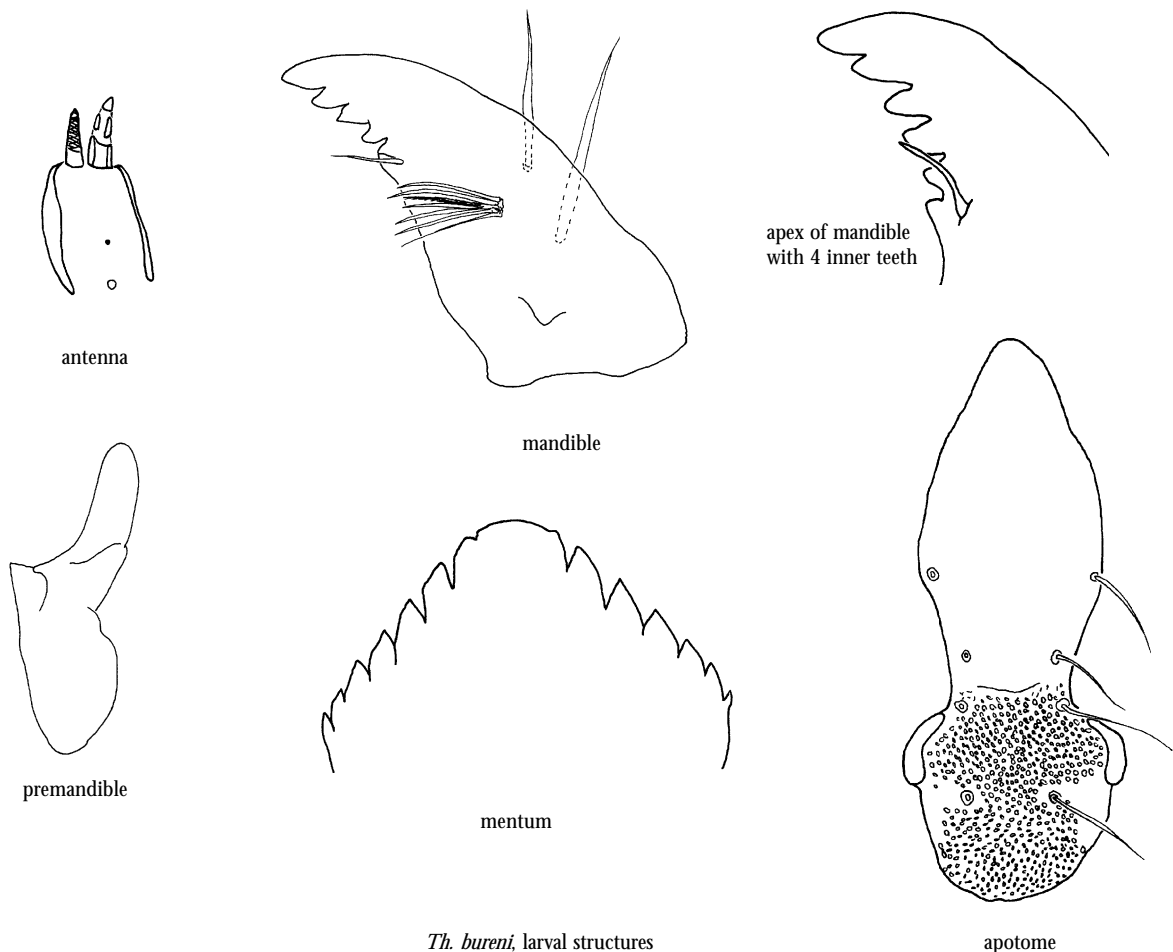 antenna
mandible
apex of mandible
with 4 inner teeth
premandible
mentum
Th. bureni, larval structures
apotome